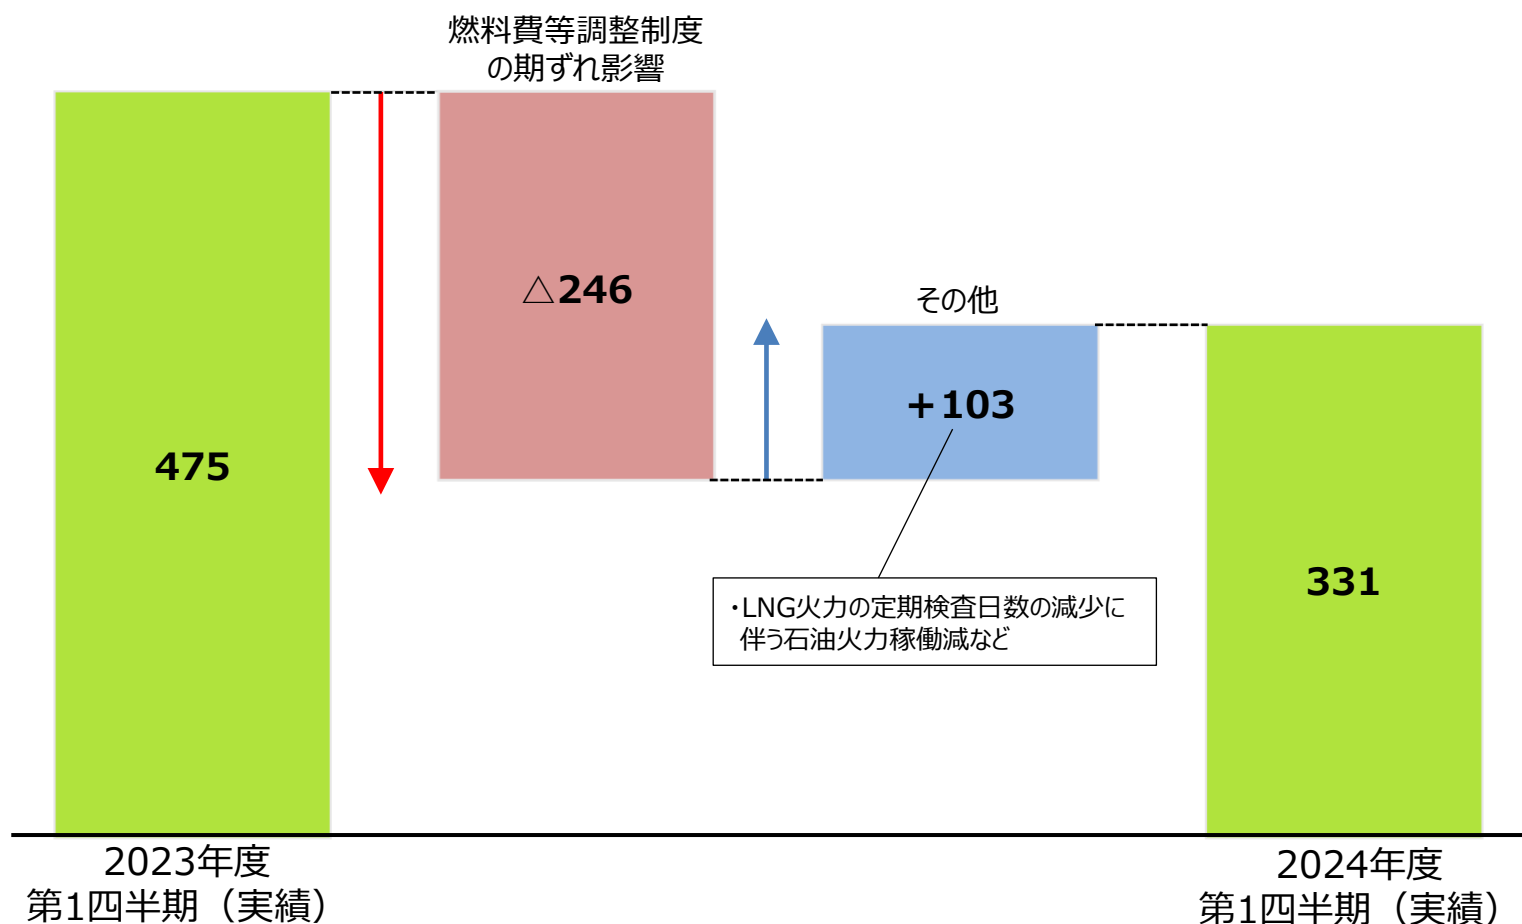 燃料費等調整制度
の期ずれ影響
△246
その他
+103
475
・LNG火力の定期検査日数の減少に
伴う石油火力稼働減など
331
2023年度
第1四半期（実績）
2024年度
第1四半期（実績）